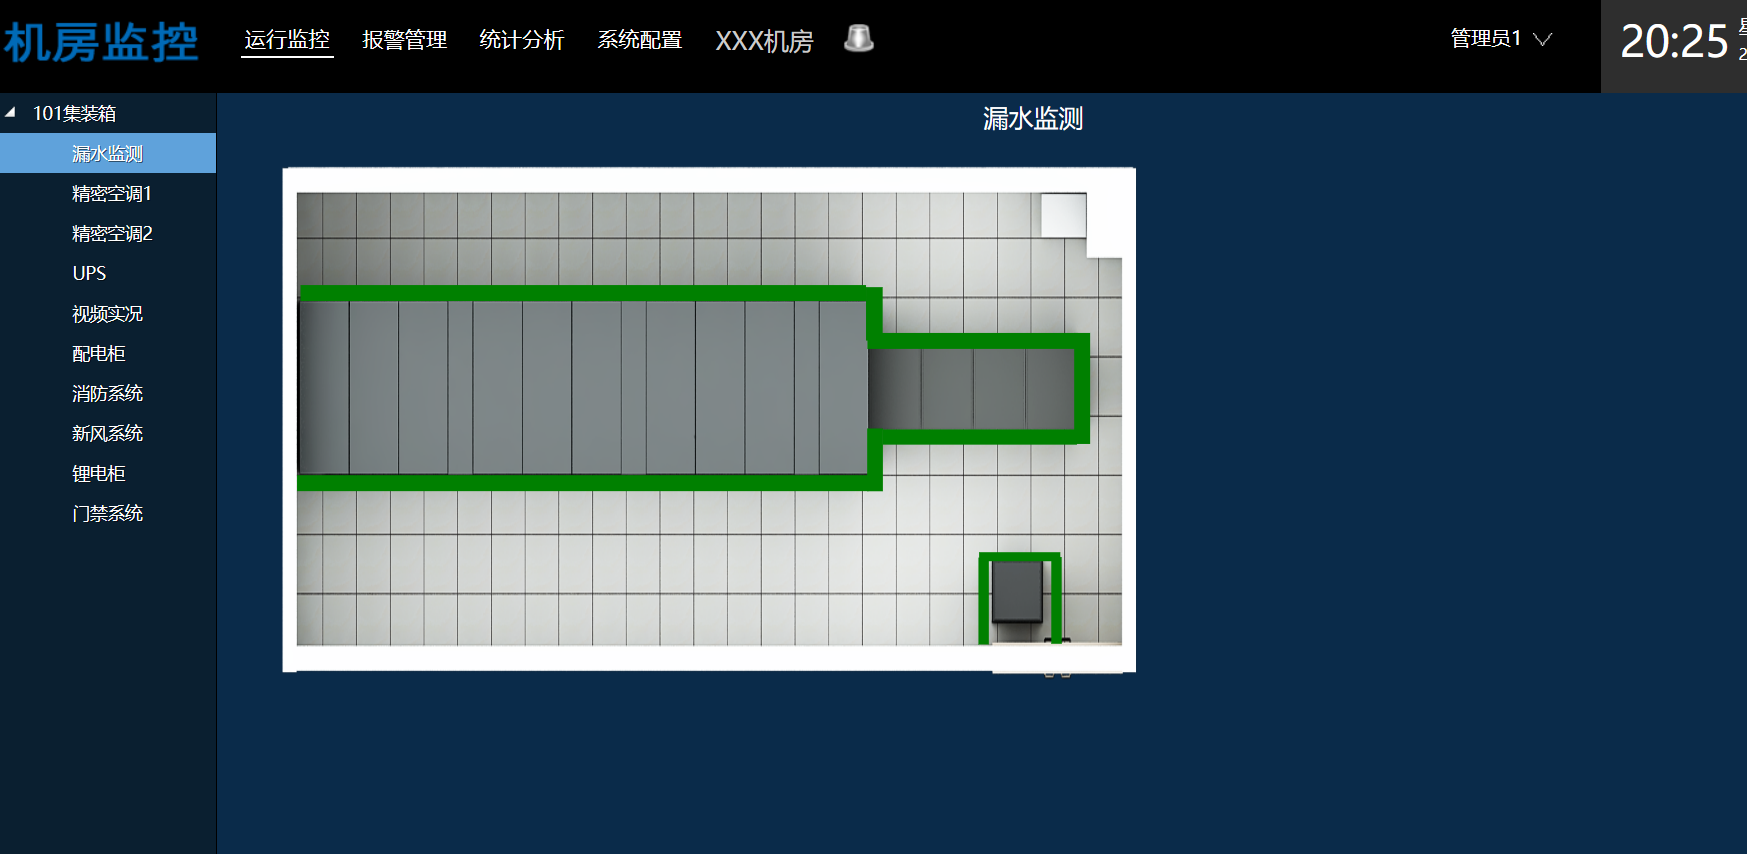 机房监控
运行监控 报警管理 统计分析 系统配置 XXX机房
管理员1
20:25
101集装箱
漏水监测
精密空调1
精密空调2
UPS
视频实况
配电柜
消防系统
新风系统
锂电柜
门禁系统
漏水监测